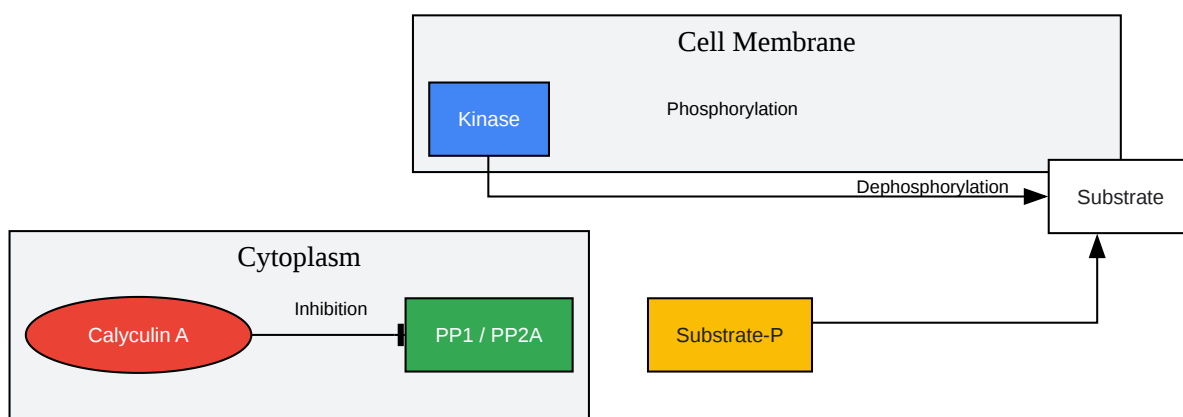 Cell Membrane
Kinase
Phosphorylation
Dephosphorylation
Substrate
Cytoplasm
Calyculin A
Inhibition
PP1 / PP2A
Substrate-P